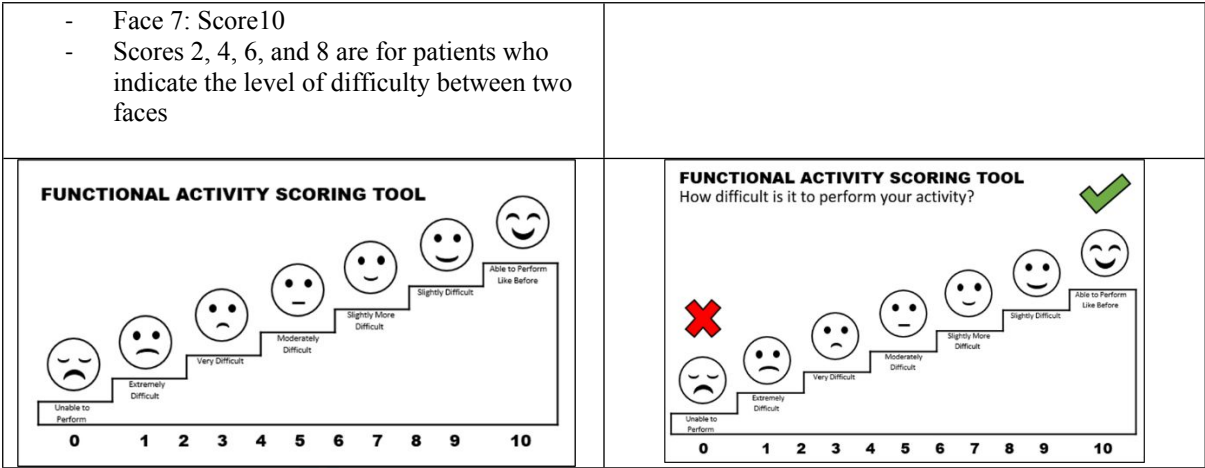 - Face 7: Score10
- Scores 2, 4, 6, and 8 are for patients who
indicate the level of difficulty between two
faces
FUNCTIONAL ACTIVITY SCORING TOOL
Able to Perform
Like Before
Slightly Difficult
Slightly More
Difficult
Moderately
Difficult
Very Difficult
Extremely
Difficult
Unable to
Perform
0 1 2 3 4 5 6 7 8 9 10
FUNCTIONAL ACTIVITY SCORING TOOL
How difficult is it to perform your activity?
Able to Perform
Like Before
Slightly Difficult
Slightly More
Difficult
Moderately
Difficult
Very Difficult
Extremely
Difficult
Unable to
Perform
0 1 2 3 4 5 6 7 8 9 10